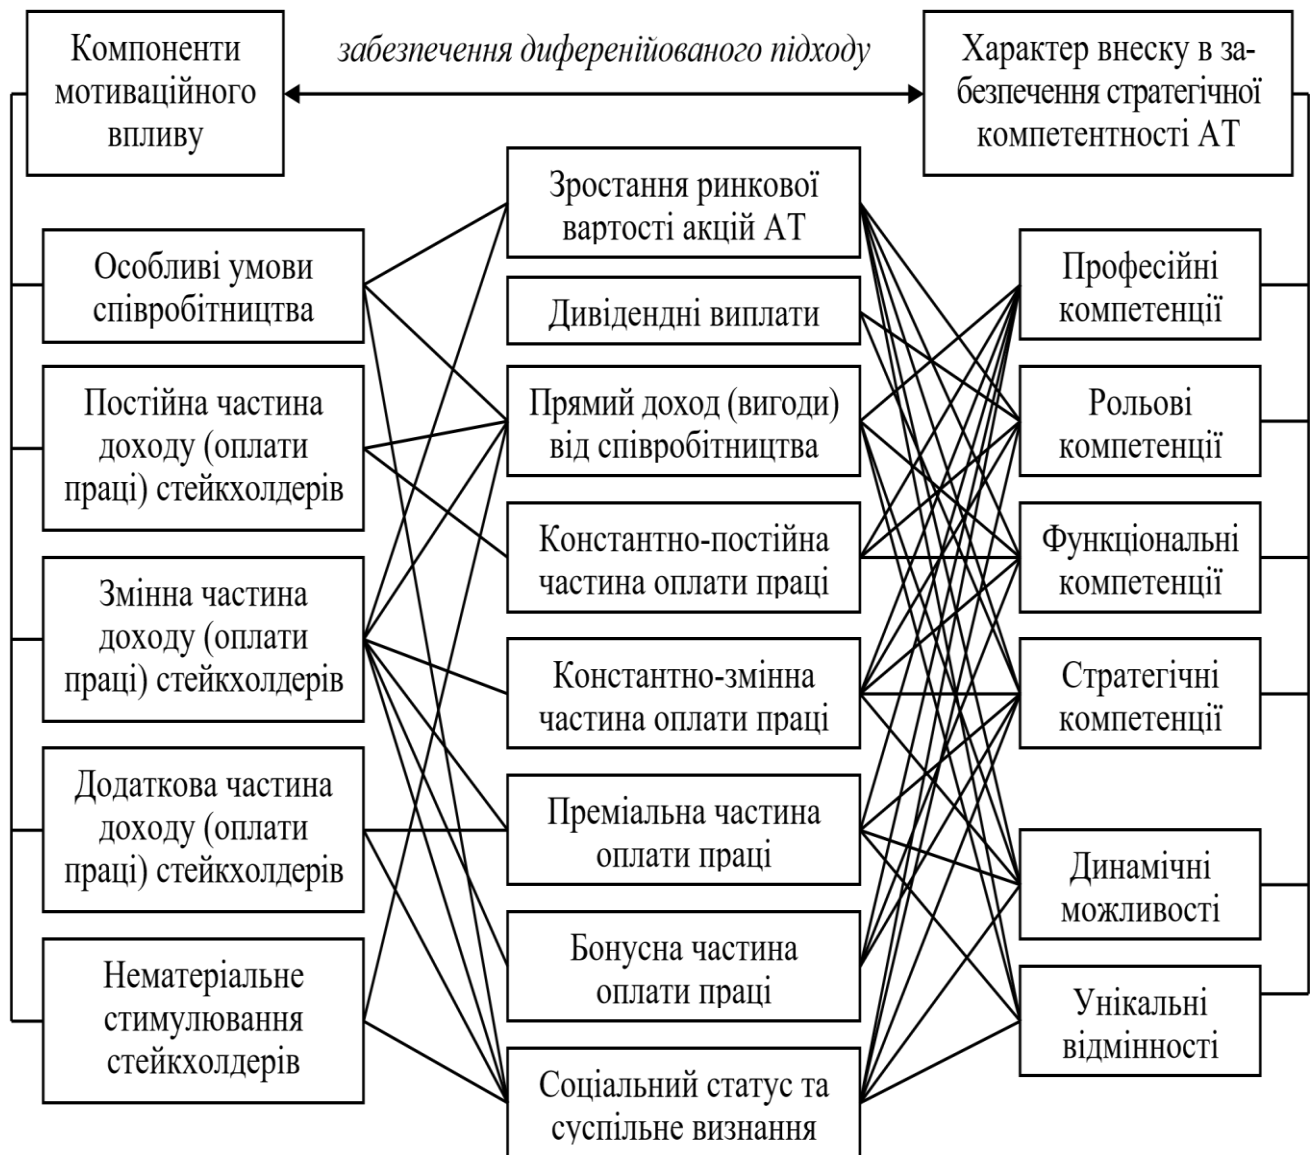 Компоненти
мотиваційного
впливу
забезпечення диференійованого підходу
Характер внеску в за-
безпечення стратегічної
компетентності АТ
Особливі умови
співробітництва
Постійна частина
доходу (оплати
праці) стейкхолдерів
Змінна частина
доходу (оплати
праці) стейкхолдерів
Додаткова частина
доходу (оплати
праці) стейкхолдерів
Нематеріальне
стимулювання
стейкхолдерів
Зростання ринкової
вартості акцій АТ
Дивідендні виплати
Прямий доход (вигоди)
від співробітництва
Константно-постійна
частина оплати праці
Константно-змінна
частина оплати праці
Преміальна частина
оплати праці
Бонусна частина
оплати праці
Соціальний статус та
суспільне визнання
Професійні
компетенції
Рольові
компетенції
Функціональні
компетенції
Стратегічні
компетенції
Динамічні
можливості
Унікальні
відмінності